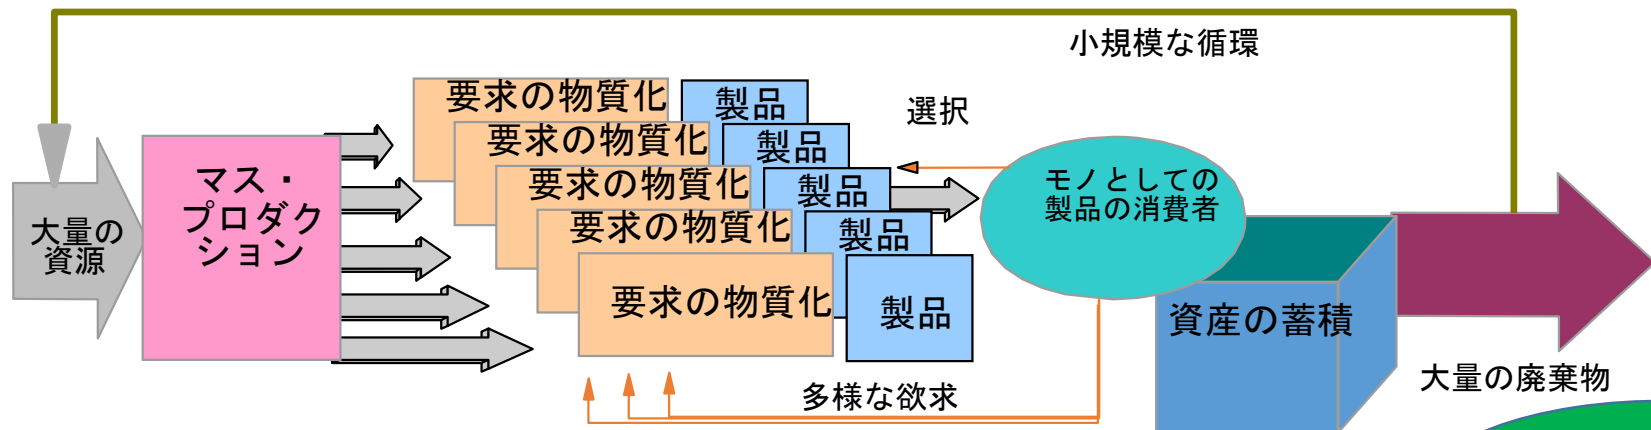 小規模な循環
要求の物質化
製品
選択
要求の物質化
製品
要求の物質化
製品
要求の物質化
製品
要求の物質化
製品
マス・
プロダク
ション
大量の
資源
モノとしての
製品の消費者
資産の蓄積
多様な欲求
大量の廃棄物